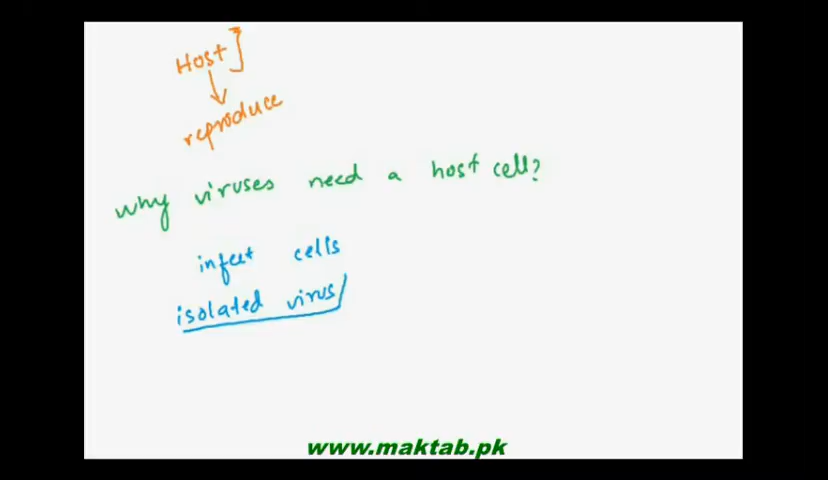 Host]
reproduce
why viruses need a host cell?
infect cells
isolated virus
www.maktab.pk